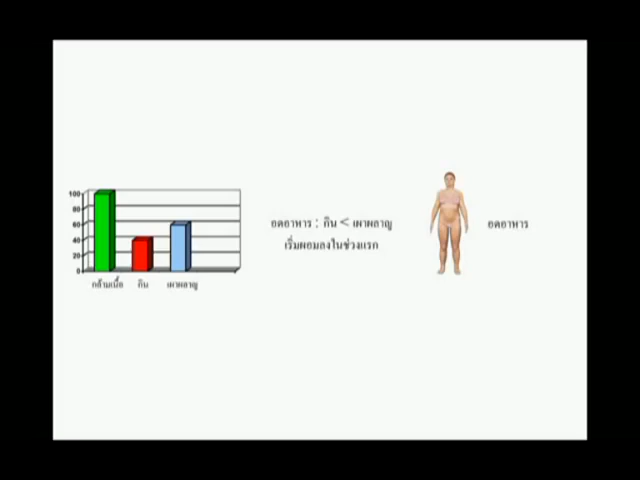 100
80
60
40
20
0
กล้ามเนื้อ กิน เผาผลาญ
อดอาหาร : กิน < เผาผลาญ
เริ่มผอมลงในช่วงแรก
อดอาหาร